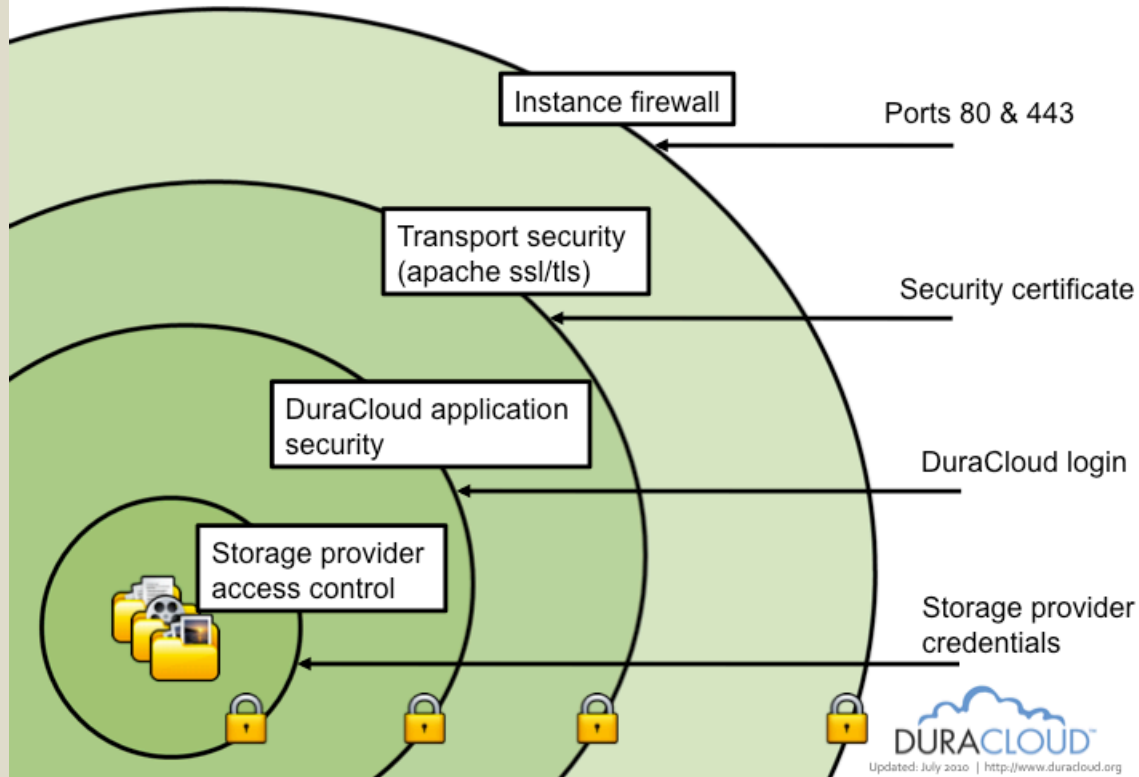 Instance firewall
Ports 80 & 443
Transport security
(apache ssl/tls)
Security certificate
DuraCloud application
security
DuraCloud login
Storage provider
access control
Storage provider
credentials
DURACLOUD™
Updated: July 2010 | http://www.duracloud.org